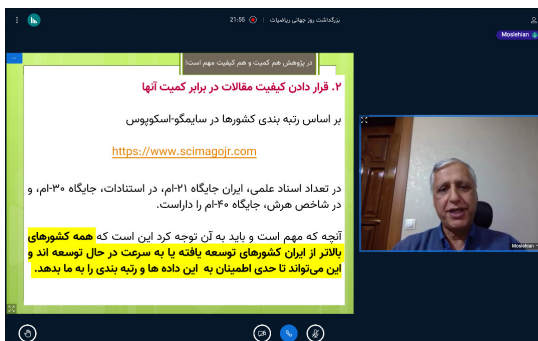 بزرگداشت روز جهانی ریاضیات
21:55
Moslehian
در پژوهش هم کمیت و هم کیفیت مهم است!
۲. قرار دادن کیفیت مقالات در برابر کمیت آنها
بر اساس رتبه بندی کشورها در سایمگو-اسکوپوس
https://www.scimagojr.com
در تعداد اسناد علمی، ایران جایگاه ۲۱-ام، در استنادات، جایگاه ۳۰-ام، و
در شاخص هرش، جایگاه ۴۰-ام را داراست.
آنچه که مهم است و باید به آن توجه کرد این است که همه کشورهای
بالاتر از ایران کشورهای توسعه یافته یا به سرعت در حال توسعه اند و
این می‌تواند تا حدی اطمینان به این داده ها و رتبه بندی را به ما بدهد.
Moslehian